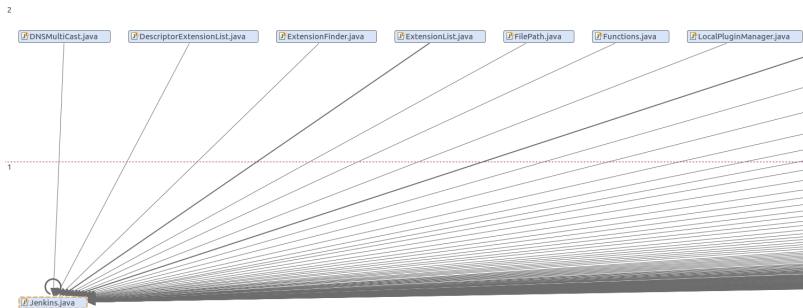 2
DNSMultiCast.java DescriptorExtensionList.java ExtensionFinder.java ExtensionList.java FilePath.java Functions.java LocalPluginManager.java
1
Jenkins.java